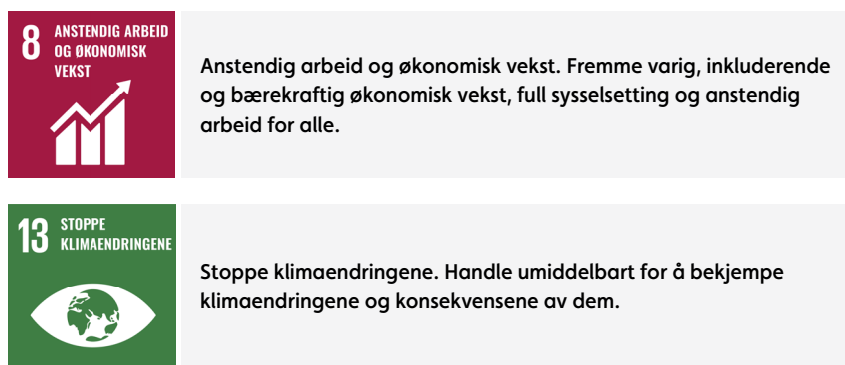 8 ANSTENDIG ARBEID
OG ØKONOMISK
VEKST
Anstendig arbeid og økonomisk vekst. Fremme varig, inkluderende
og bærekraftig økonomisk vekst, full sysselsetting og anstendig
arbeid for alle.
13 STOPPE
KLIMAENDRINGENE
Stoppe klimaendringene. Handle umiddelbart for å bekjempe
klimaendringene og konsekvensene av dem.